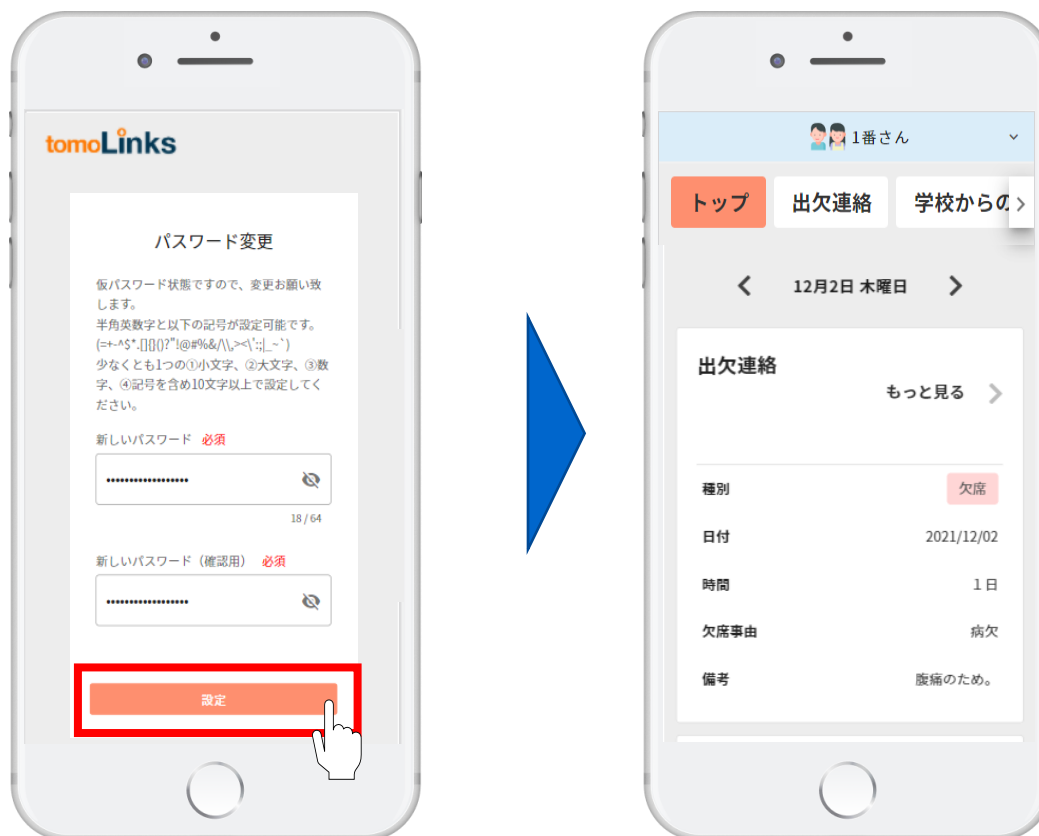 tomoLinks
パスワード変更
仮パスワード状態ですので、変更お願い致
します。
半角英数字と以下の記号が設定可能です。
(=+-^$*.[]{}()?"!@#%&/\\,><\':;|_~`)
少なくとも1つの①小文字、②大文字、③数
字、④記号を含め10文字以上で設定してく
ださい。
新しいパスワード 必須
••••••••••••••••••
18 / 64
新しいパスワード（確認用） 必須
••••••••••••••••••
設定
1番さん
トップ 出欠連絡 学校からの
12月2日 木曜日
出欠連絡
もっと見る
種別 欠席
日付 2021/12/02
時間 1日
欠席事由 病欠
備考 腹痛のため。